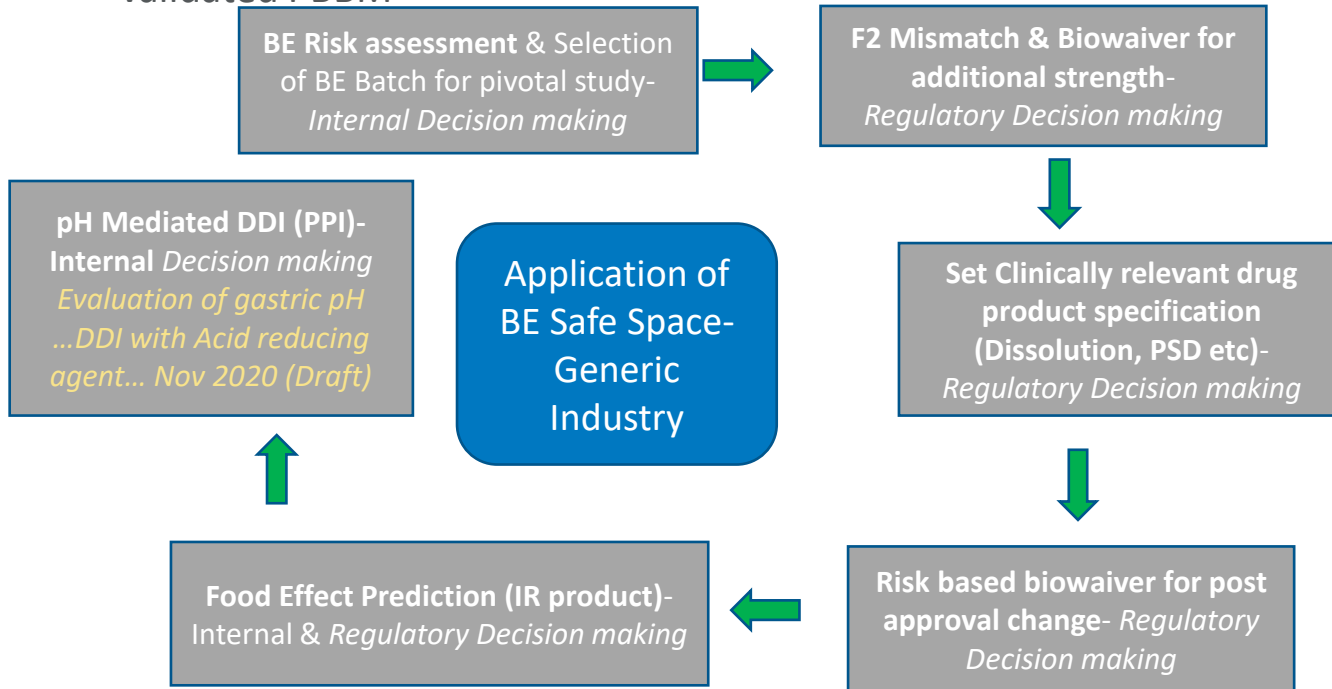 BE Risk assessment & Selection
of BE Batch for pivotal study-
Internal Decision making
F2 Mismatch & Biowaiver for
additional strength-
Regulatory Decision making
pH Mediated DDI (PPI)-
Internal Decision making
Evaluation of gastric pH
...DDI with Acid reducing
agent... Nov 2020 (Draft)
Application of
BE Safe Space-
Generic
Industry
Set Clinically relevant drug
product specification
(Dissolution, PSD etc)-
Regulatory Decision making
Food Effect Prediction (IR product)-
Internal & Regulatory Decision making
Risk based biowaiver for post
approval change- Regulatory
Decision making